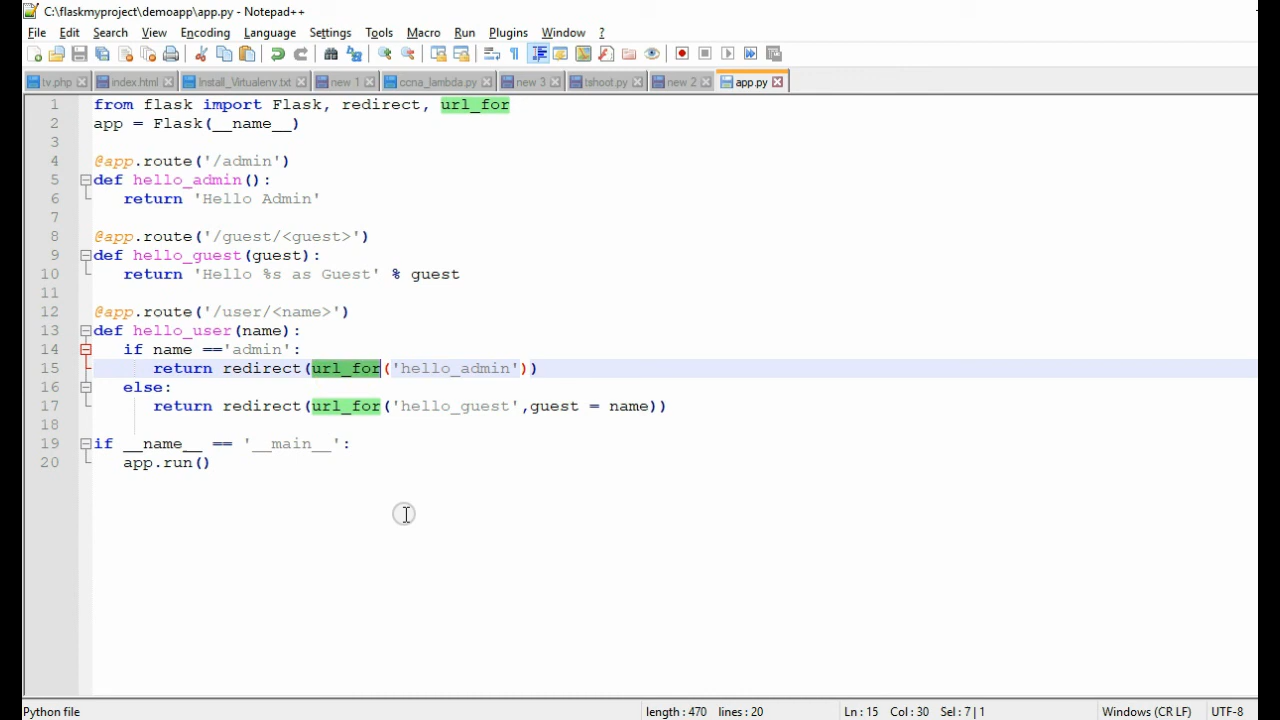 C:\flaskmyproject\demoapp\app.py - Notepad++
File Edit Search View Encoding Language Settings Tools Macro Run Plugins Window ?
tv.php index.html Install_Virtualenv.txt new 1 ccna_lambda.py new 3 tshoot.py new 2 app.py
1 from flask import Flask, redirect, url_for
2 app = Flask(__name__)
3
4 @app.route('/admin')
5 def hello_admin():
6 return 'Hello Admin'
7
8 @app.route('/guest/<guest>')
9 def hello_guest(guest):
10 return 'Hello %s as Guest' % guest
11
12 @app.route('/user/<name>')
13 def hello_user(name):
14 if name =='admin':
15 return redirect(url_for('hello_admin'))
16 else:
17 return redirect(url_for('hello_guest',guest = name))
18
19 if __name__ == '__main__':
20 app.run()
Python file length : 470 lines : 20 Ln : 15 Col : 30 Sel : 7 | 1 Windows (CR LF) UTF-8